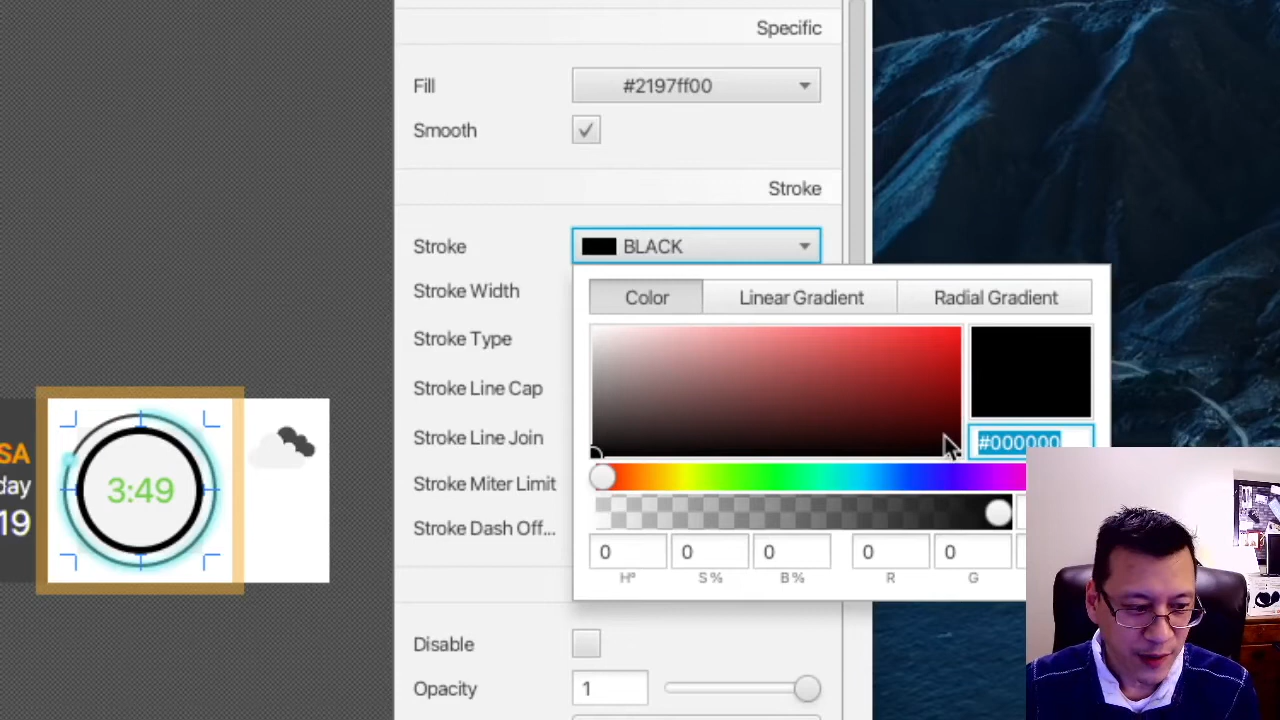 Specific
Fill
#2197ff00
Smooth
Stroke
Stroke
BLACK
Stroke Width
Color
Linear Gradient
Radial Gradient
Stroke Type
Stroke Line Cap
Stroke Line Join
#000000
Stroke Miter Limit
Stroke Dash Off...
0
0
0
0
0
H°
S %
B %
R
G
SA
day
19
3:49
Disable
Opacity
1